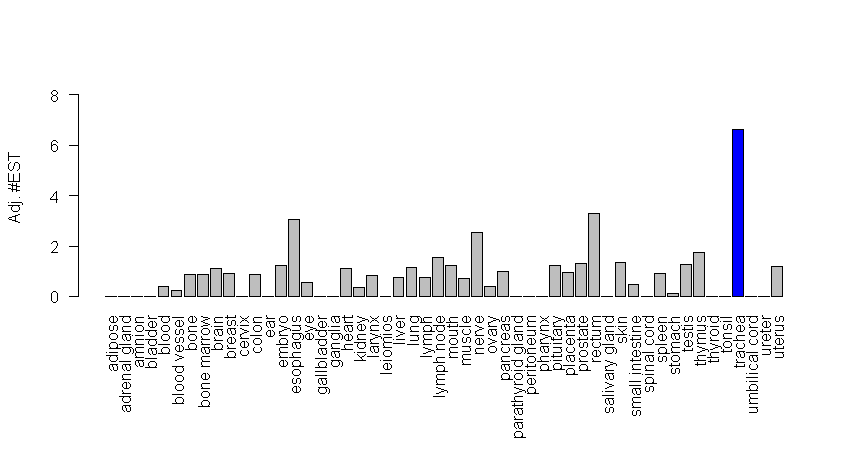 Adj. #EST
8
6
4
2
0
adipose
adrenal gland
amnion
bladder
blood
blood vessel
bone
bone marrow
brain
breast
cervix
colon
ear
embryo
esophagus
eye
gallbladder
ganglia
heart
kidney
larynx
leiomios
liver
lung
lymph
lymph node
mouth
muscle
nerve
ovary
pancreas
parathyroid gland
peritoneum
pharynx
pituitary
placenta
prostate
rectum
salivary gland
skin
small intestine
spinal cord
spleen
stomach
testis
thymus
thyroid
tonsil
trachea
umbilical cord
ureter
uterus